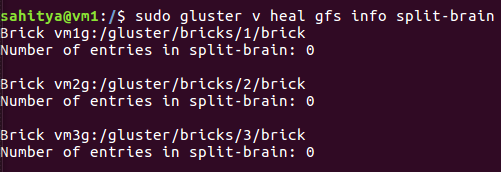 sahitya@vm1:/$ sudo gluster v heal gfs info split-brain
Brick vm1g:/gluster/bricks/1/brick
Number of entries in split-brain: 0
Brick vm2g:/gluster/bricks/2/brick
Number of entries in split-brain: 0
Brick vm3g:/gluster/bricks/3/brick
Number of entries in split-brain: 0